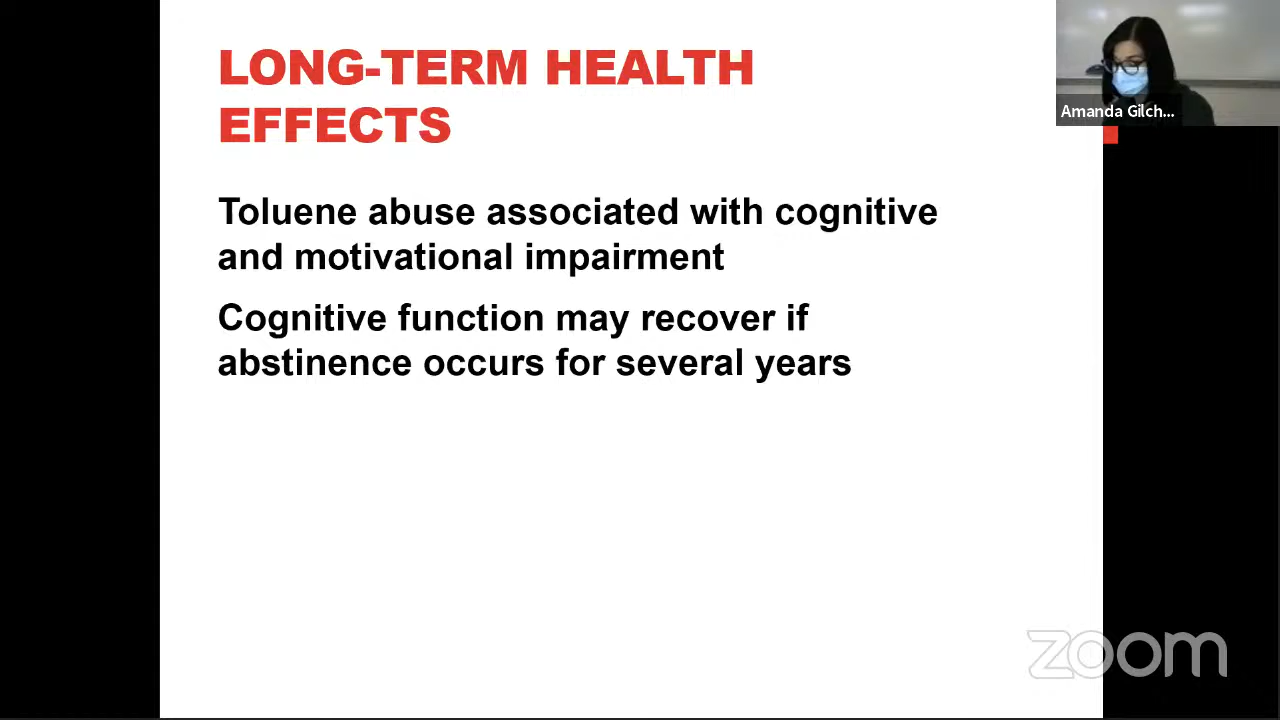 LONG-TERM HEALTH
EFFECTS
Toluene abuse associated with cognitive
and motivational impairment
Cognitive function may recover if
abstinence occurs for several years
Amanda Gilch...
zoom